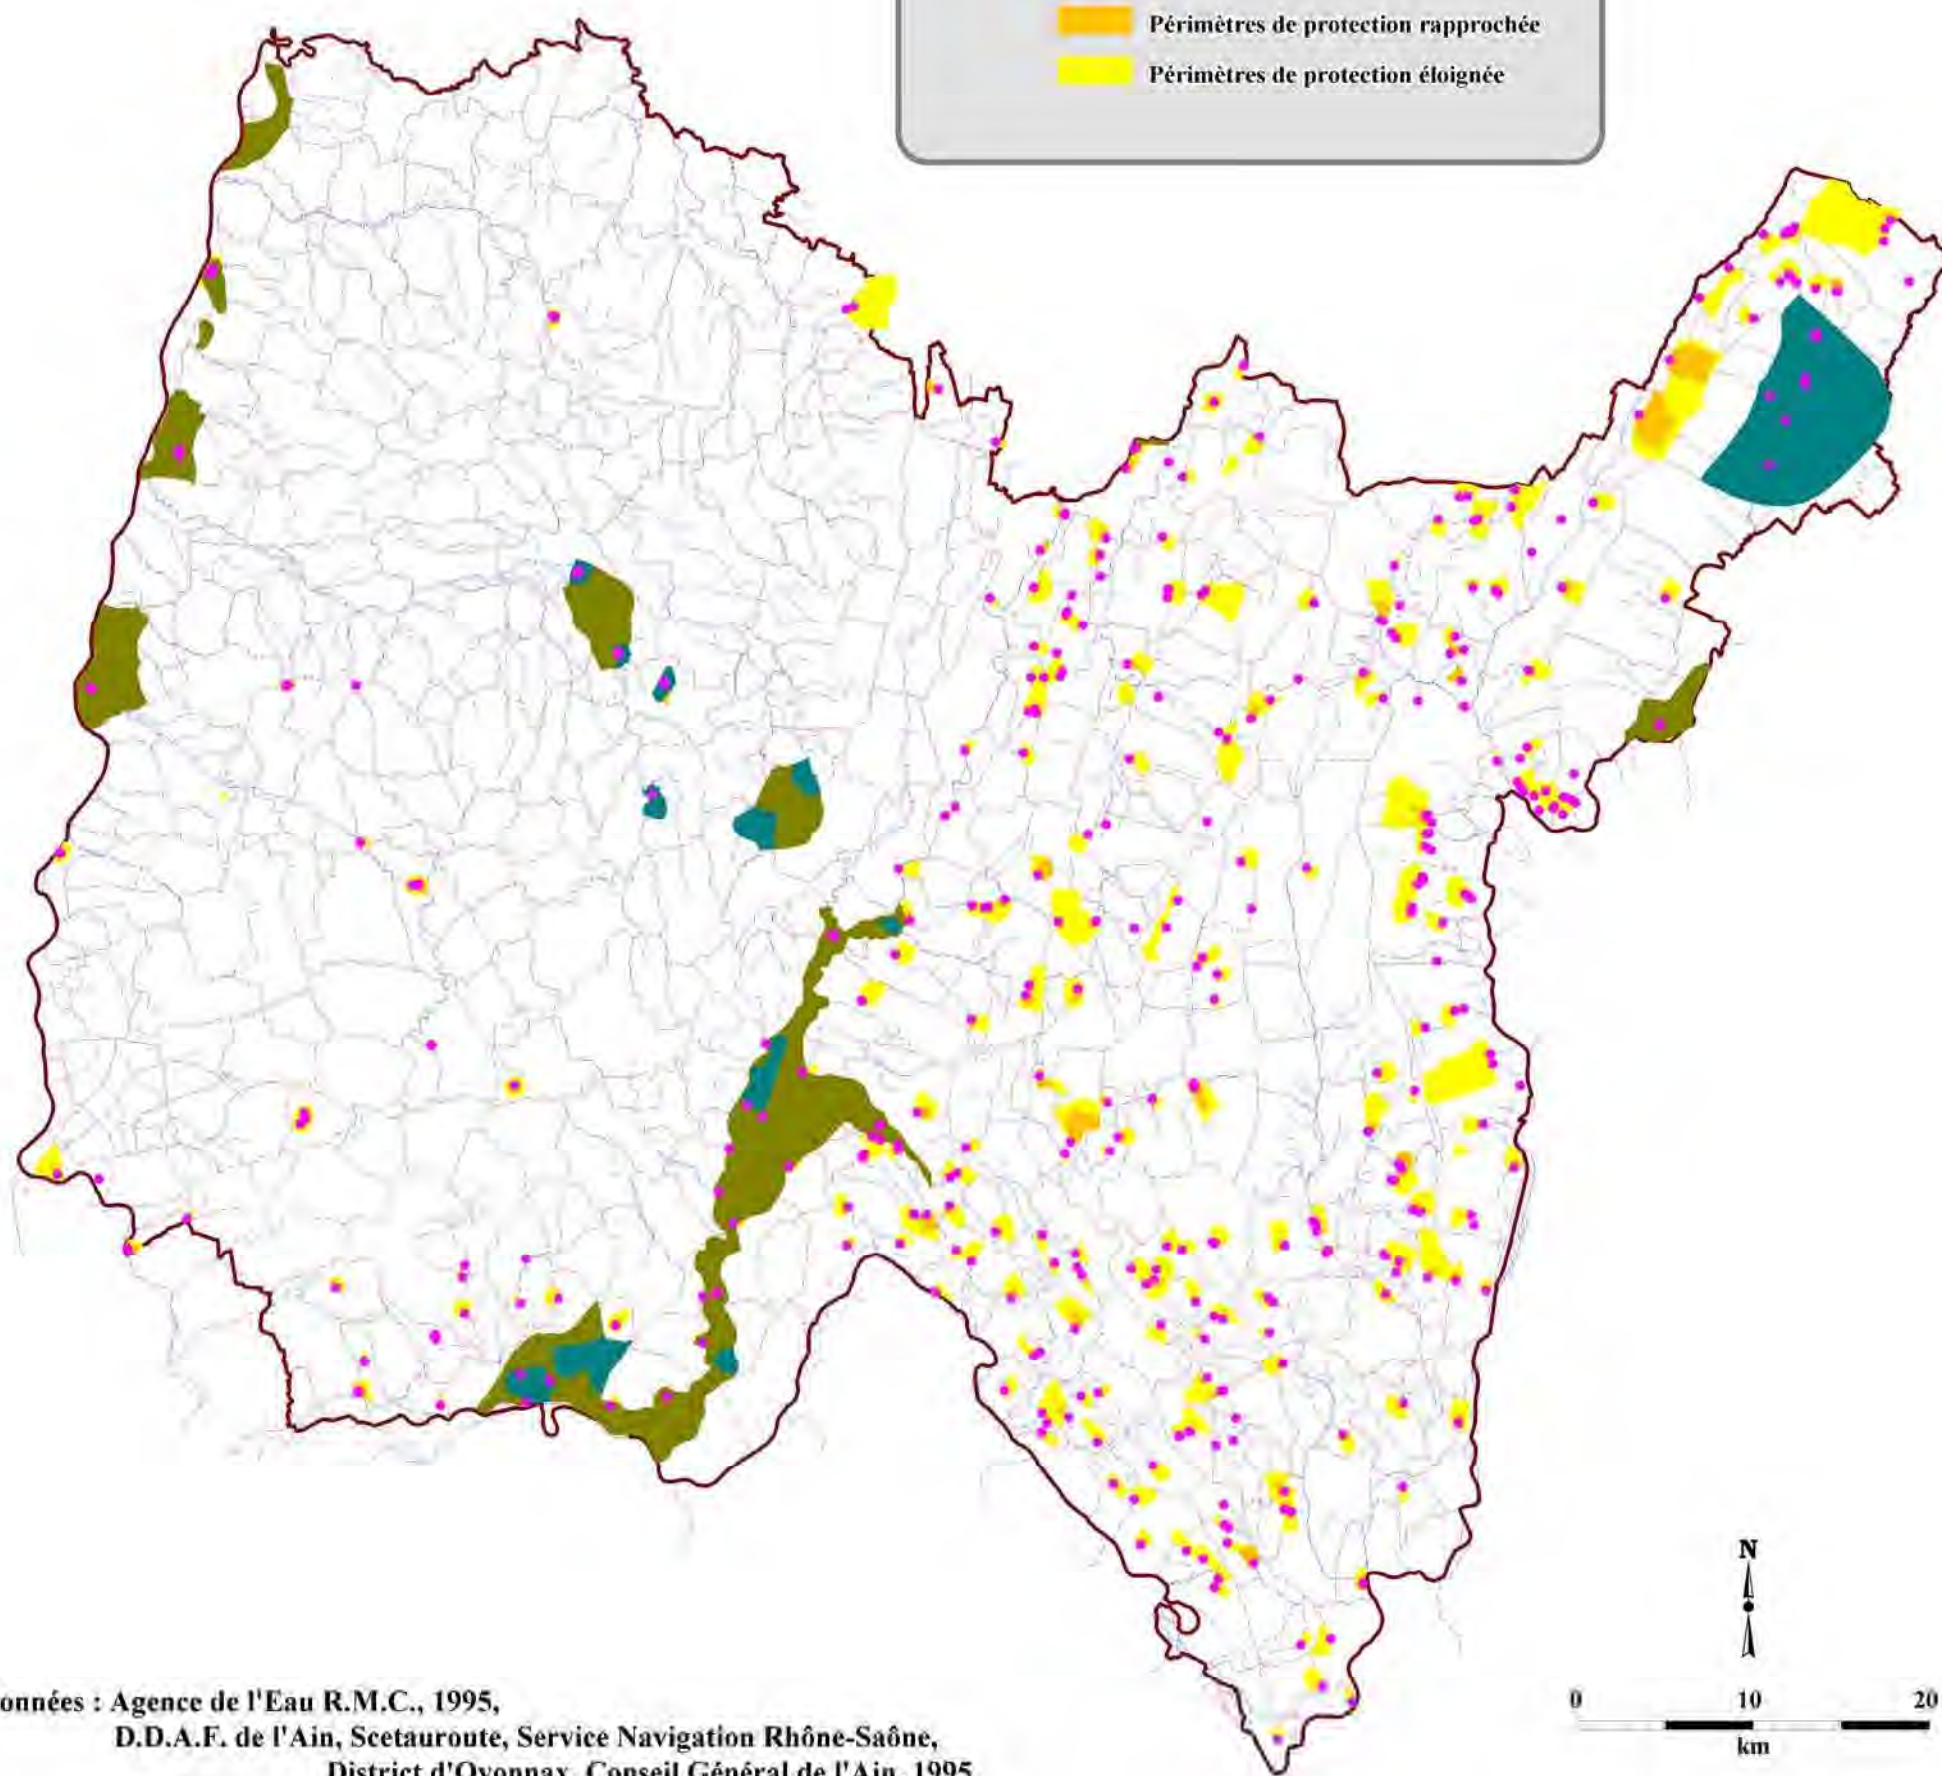 Périmètres de protection rapprochée
Périmètres de protection éloignée
N
0 10 20
km
onnées : Agence de l'Eau R.M.C., 1995,
D.D.A.F. de l'Ain, Scetauroute, Service Navigation Rhône-Saône,
District d'Oyonnax, Conseil Général de l'Ain, 1995